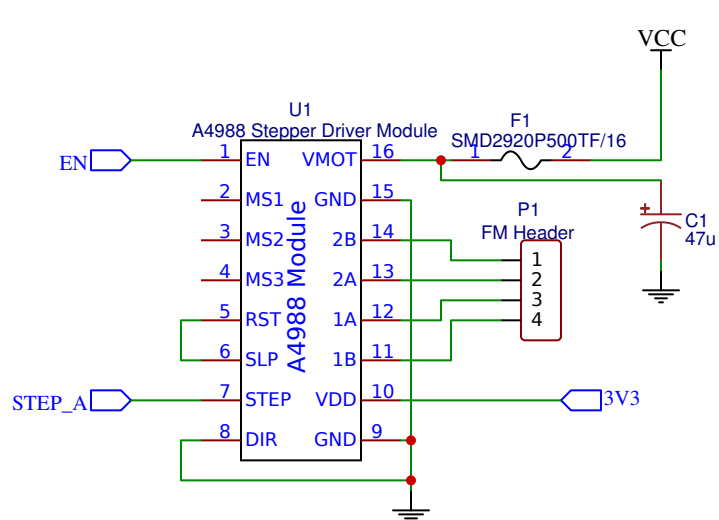 VCC
U1
A4988 Stepper Driver Module
F1
SMD2920P500TF/16
1 2
EN 1 EN VMOT 16
2 MS1 GND 15
3 MS2 2B 14
4 MS3 2A 13
5 RST 1A 12
6 SLP 1B 11
STEP_A 7 STEP VDD 10 3V3
8 DIR GND 9
A4988 Module
P1
FM Header
1
2
3
4
+
C1
47u